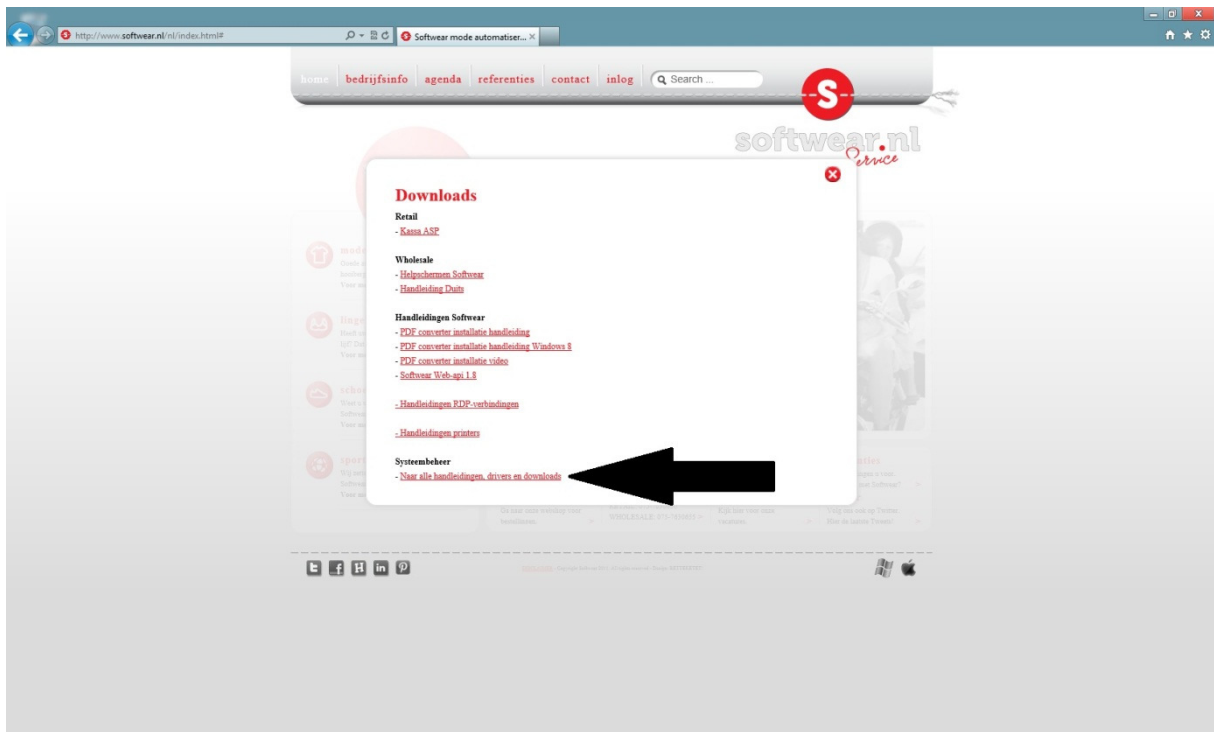 http://www.softwear.nl/nl/index.html#
Softwear mode automatiser...
home bedrijfsinfo agenda referenties contact inlog Search ...
S
softwear.nl
Service
Downloads
Retail
- Kassa ASP
Wholesale
- Helpschermen Softwear
- Handleiding Duits
Handleidingen Softwear
- PDF converter installatie handleiding
- PDF converter installatie handleiding Windows 8
- PDF converter installatie video
- Softwear Web-api 1.8
- Handleidingen RDP-verbindingen
- Handleidingen printers
Systeembeheer
- Naar alle handleidingen, drivers en downloads